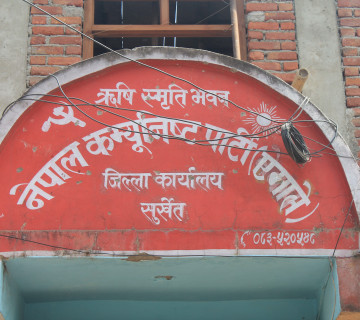 ऋषि स्मृति भवन
नेपाल कम्यूनिष्ट पार्टी (एमाले)
जिल्ला कार्यालय
सुर्खेत
०८३-५२०५४८